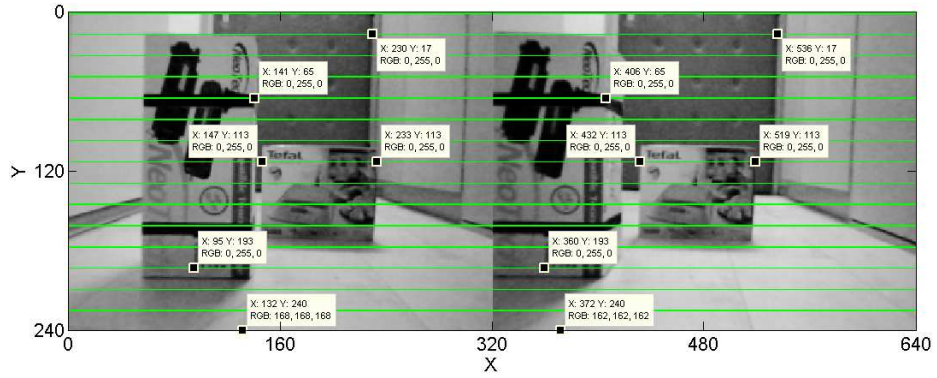 0
X: 230 Y: 17
RGB: 0, 255, 0
X: 536 Y: 17
RGB: 0, 255, 0
X: 141 Y: 65
RGB: 0, 255, 0
X: 406 Y: 65
RGB: 0, 255, 0
X: 147 Y: 113
RGB: 0, 255, 0
X: 233 Y: 113
RGB: 0, 255, 0
X: 432 Y: 113
RGB: 0, 255, 0
X: 519 Y: 113
RGB: 0, 255, 0
Tefal
Tefal
Y
120
X: 95 Y: 193
RGB: 0, 255, 0
X: 360 Y: 193
RGB: 0, 255, 0
X: 132 Y: 240
RGB: 168, 168, 168
X: 372 Y: 240
RGB: 162, 162, 162
240
0
160
320
480
640
X